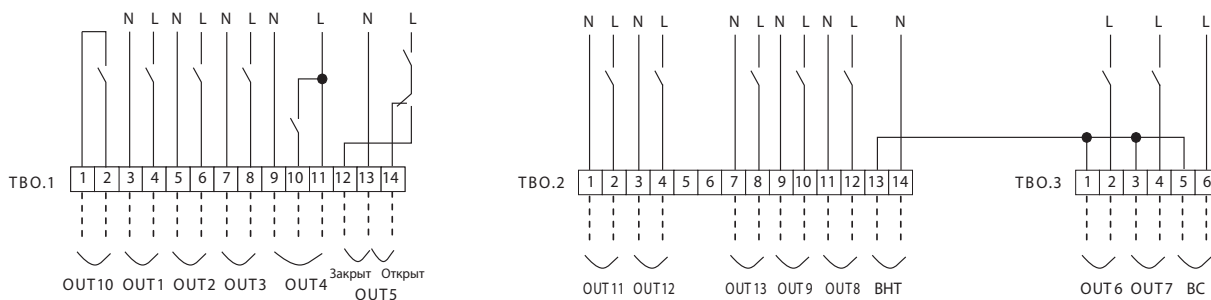 N L N L N L N L N L
TBO.1 1 2 3 4 5 6 7 8 9 10 11 12 13 14
OUT10 OUT1 OUT2 OUT3 OUT4 Закрыт Открыт
OUT5
N L N L N L N L N L N
TBO.2 1 2 3 4 5 6 7 8 9 10 11 12 13 14
OUT11 OUT12 OUT13 OUT9 OUT8 BHT
L L L
TBO.3 1 2 3 4 5 6
OUT6 OUT7 BC